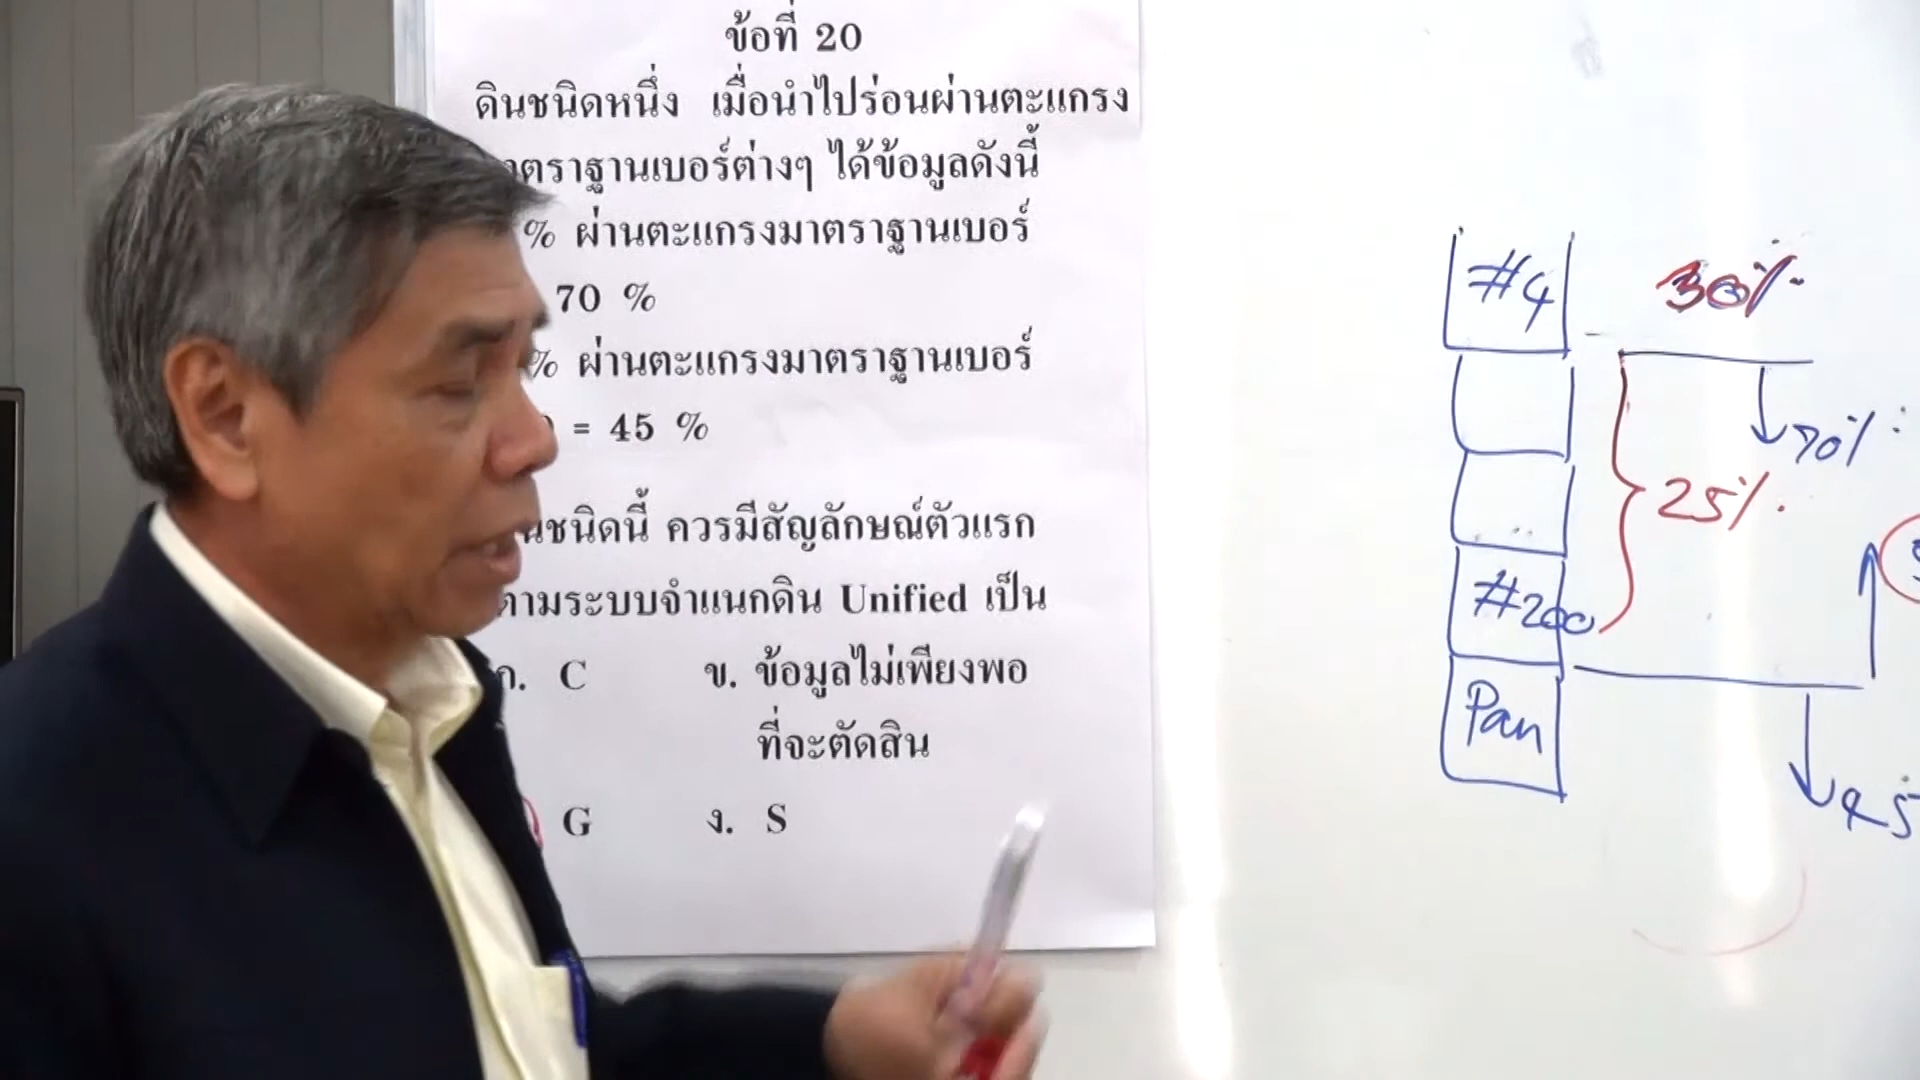 ข้อที่ 20
ดินชนิดหนึ่ง เมื่อนำไปร่อนผ่านตะแกรง
ตราฐานเบอร์ต่างๆ ได้ข้อมูลดังนี้
% ผ่านตะแกรงมาตราฐานเบอร์
70 %
% ผ่านตะแกรงมาตราฐานเบอร์
= 45 %
ชนิดนี้ ควรมีสัญลักษณ์ตัวแรก
ตามระบบจำแนกดิน Unified เป็น
ก. C ข. ข้อมูลไม่เพียงพอ
ที่จะตัดสิน
G ง. S
#4 30%
70%
25%
#200
Pan
45